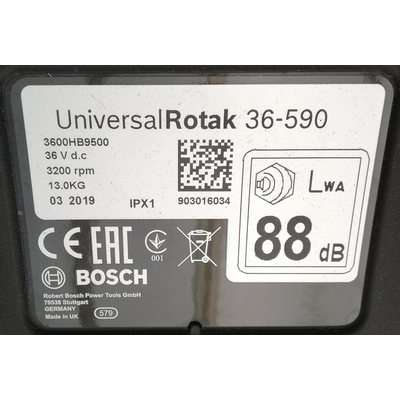 UniversalRotak 36-590
3600HB9500
36 V d.c
3200 rpm
13.0KG
03 2019 IPX1
903016034
LWA
88 dB
CE EAC
001
BOSCH
Robert Bosch Power Tools GmbH
70538 Stuttgart
GERMANY
Made in UK 579